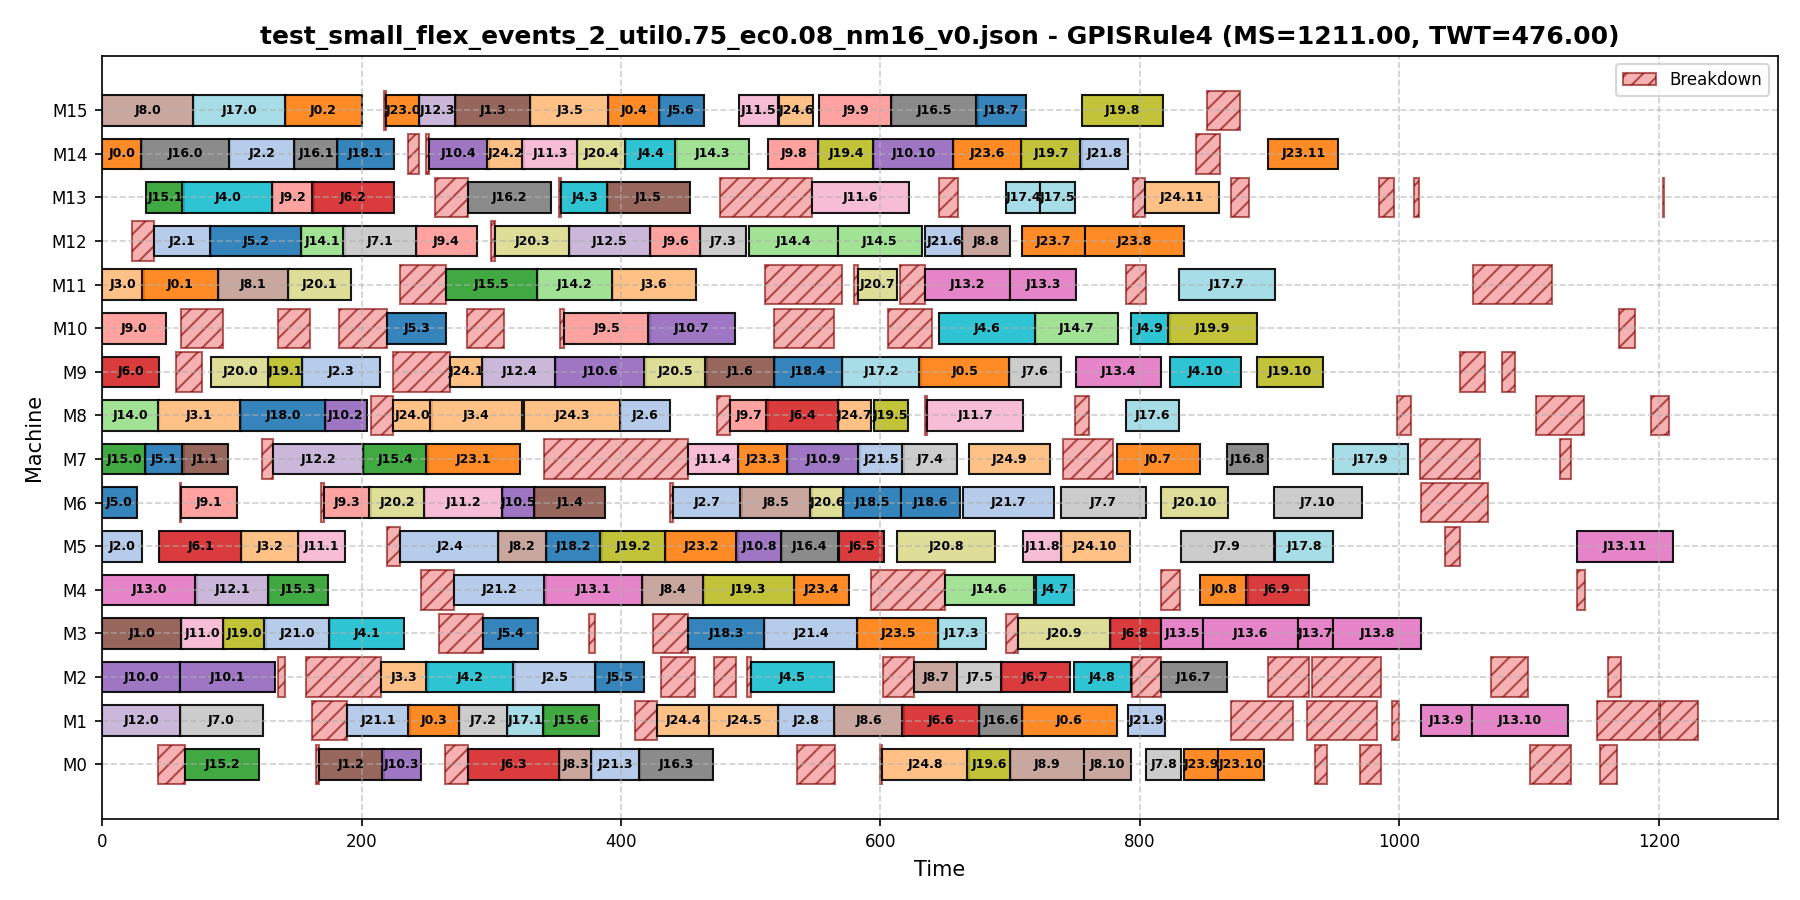 test_small_flex_events_2_util0.75_ec0.08_nm16_v0.json - GPISRule4 (MS=1211.00, TWT=476.00)
Breakdown
M15 J8.0 J17.0 J0.2 J23.0 J12.3 J1.3 J3.5 J0.4 J5.6 J11.5 J24.6 J9.9 J16.5 J18.7 J19.8
M14 J0.0 J16.0 J2.2 J16.1 J18.1 J10.4 J24.2 J11.3 J20.4 J4.4 J14.3 J9.8 J19.4 J10.10 J23.6 J19.7 J21.8 J23.11
M13 J15.1 J4.0 J9.2 J6.2 J16.2 J4.3 J1.5 J11.6 J17.4 J17.5 J24.11
M12 J2.1 J5.2 J14.1 J7.1 J9.4 J20.3 J12.5 J9.6 J7.3 J14.4 J14.5 J21.6 J8.8 J23.7 J23.8
M11 J3.0 J0.1 J8.1 J20.1 J15.5 J14.2 J3.6 J20.7 J13.2 J13.3 J17.7
M10 J9.0 J5.3 J9.5 J10.7 J4.6 J14.7 J4.9 J19.9
M9 J6.0 J20.0 J19.1 J2.3 J24.1 J12.4 J10.6 J20.5 J1.6 J18.4 J17.2 J0.5 J7.6 J13.4 J4.10 J19.10
M8 J14.0 J3.1 J18.0 J10.2 J24.0 J3.4 J24.3 J2.6 J9.7 J6.4 J24.7 J19.5 J11.7 J17.6
M7 J15.0 J5.1 J1.1 J12.2 J15.4 J23.1 J11.4 J23.3 J10.9 J21.5 J7.4 J24.9 J0.7 J16.8 J17.9
M6 J5.0 J9.1 J9.3 J20.2 J11.2 J10.5 J1.4 J2.7 J8.5 J20.6 J18.5 J18.6 J21.7 J7.7 J20.10 J7.10
M5 J2.0 J6.1 J3.2 J11.1 J2.4 J8.2 J18.2 J19.2 J23.2 J10.8 J16.4 J6.5 J20.8 J11.8 J24.10 J7.9 J17.8 J13.11
M4 J13.0 J12.1 J15.3 J21.2 J13.1 J8.4 J19.3 J23.4 J14.6 J4.7 J0.8 J6.9
M3 J1.0 J11.0 J19.0 J21.0 J4.1 J5.4 J18.3 J21.4 J23.5 J17.3 J20.9 J6.8 J13.5 J13.6 J13.7 J13.8
M2 J10.0 J10.1 J3.3 J4.2 J2.5 J5.5 J4.5 J8.7 J7.5 J6.7 J4.8 J16.7
M1 J12.0 J7.0 J21.1 J0.3 J7.2 J17.1 J15.6 J24.4 J24.5 J2.8 J8.6 J6.6 J16.6 J0.6 J21.9 J13.9 J13.10
M0 J15.2 J1.2 J10.3 J6.3 J8.3 J21.3 J16.3 J24.8 J19.6 J8.9 J8.10 J7.8 J23.9 J23.10
0 200 400 600 800 1000 1200
Time
Machine